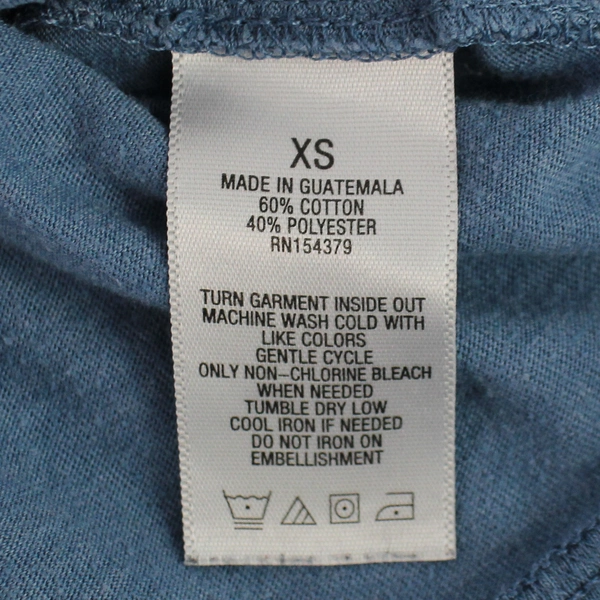 XS
MADE IN GUATEMALA
60% COTTON
40% POLYESTER
RN154379
TURN GARMENT INSIDE OUT
MACHINE WASH COLD WITH
LIKE COLORS
GENTLE CYCLE
ONLY NON-CHLORINE BLEACH
WHEN NEEDED
TUMBLE DRY LOW
COOL IRON IF NEEDED
DO NOT IRON ON
EMBELLISHMENT